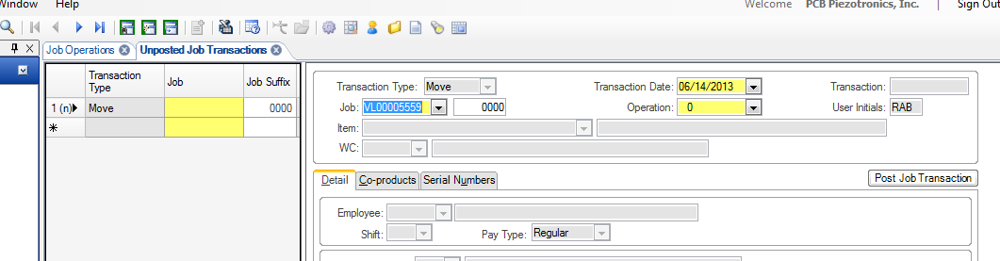 Window Help Welcome PCB Piezotronics, Inc. | Sign Out
Job Operations Unposted Job Transactions
Transaction Type Job Job Suffix
1 (n) Move 0000
Transaction Type: Move Transaction Date: 06/14/2013 Transaction:
Job: VL00005559 0000 Operation: 0 User Initials: RAB
Item:
WC:
Detail Co-products Serial Numbers Post Job Transaction
Employee:
Shift: Pay Type: Regular